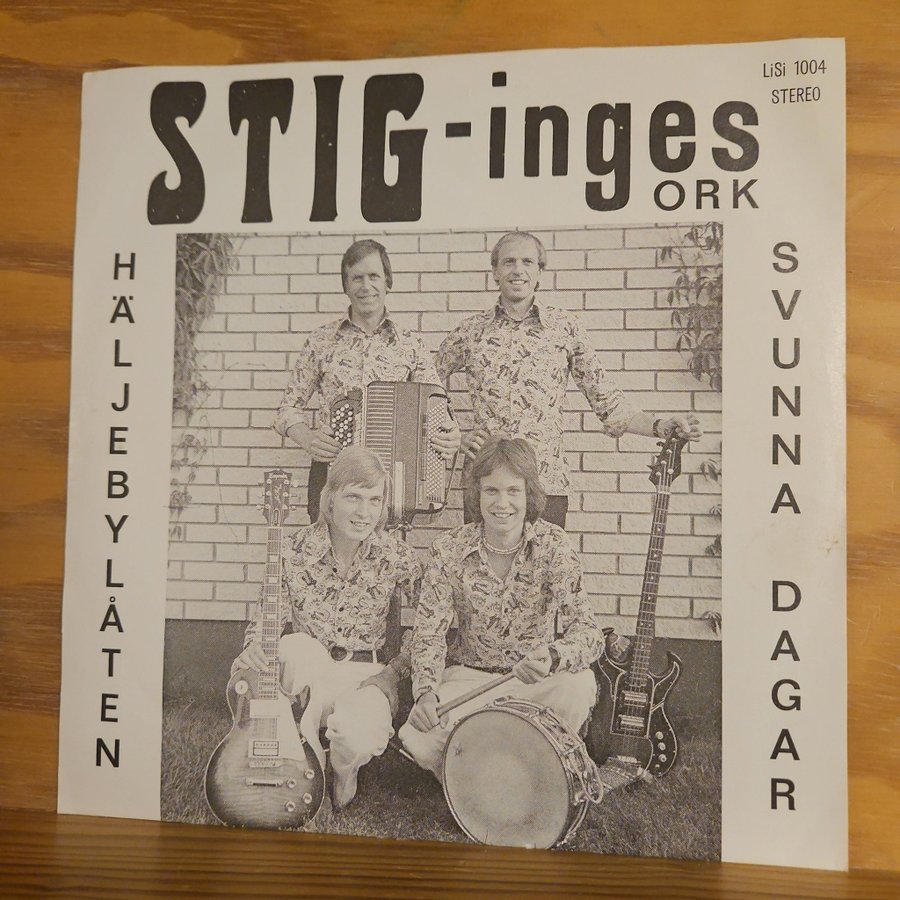 LiSi 1004
STEREO
STIG-inges
ORK
HÄLJEBYLÅTEN
SVUNNA DAGAR